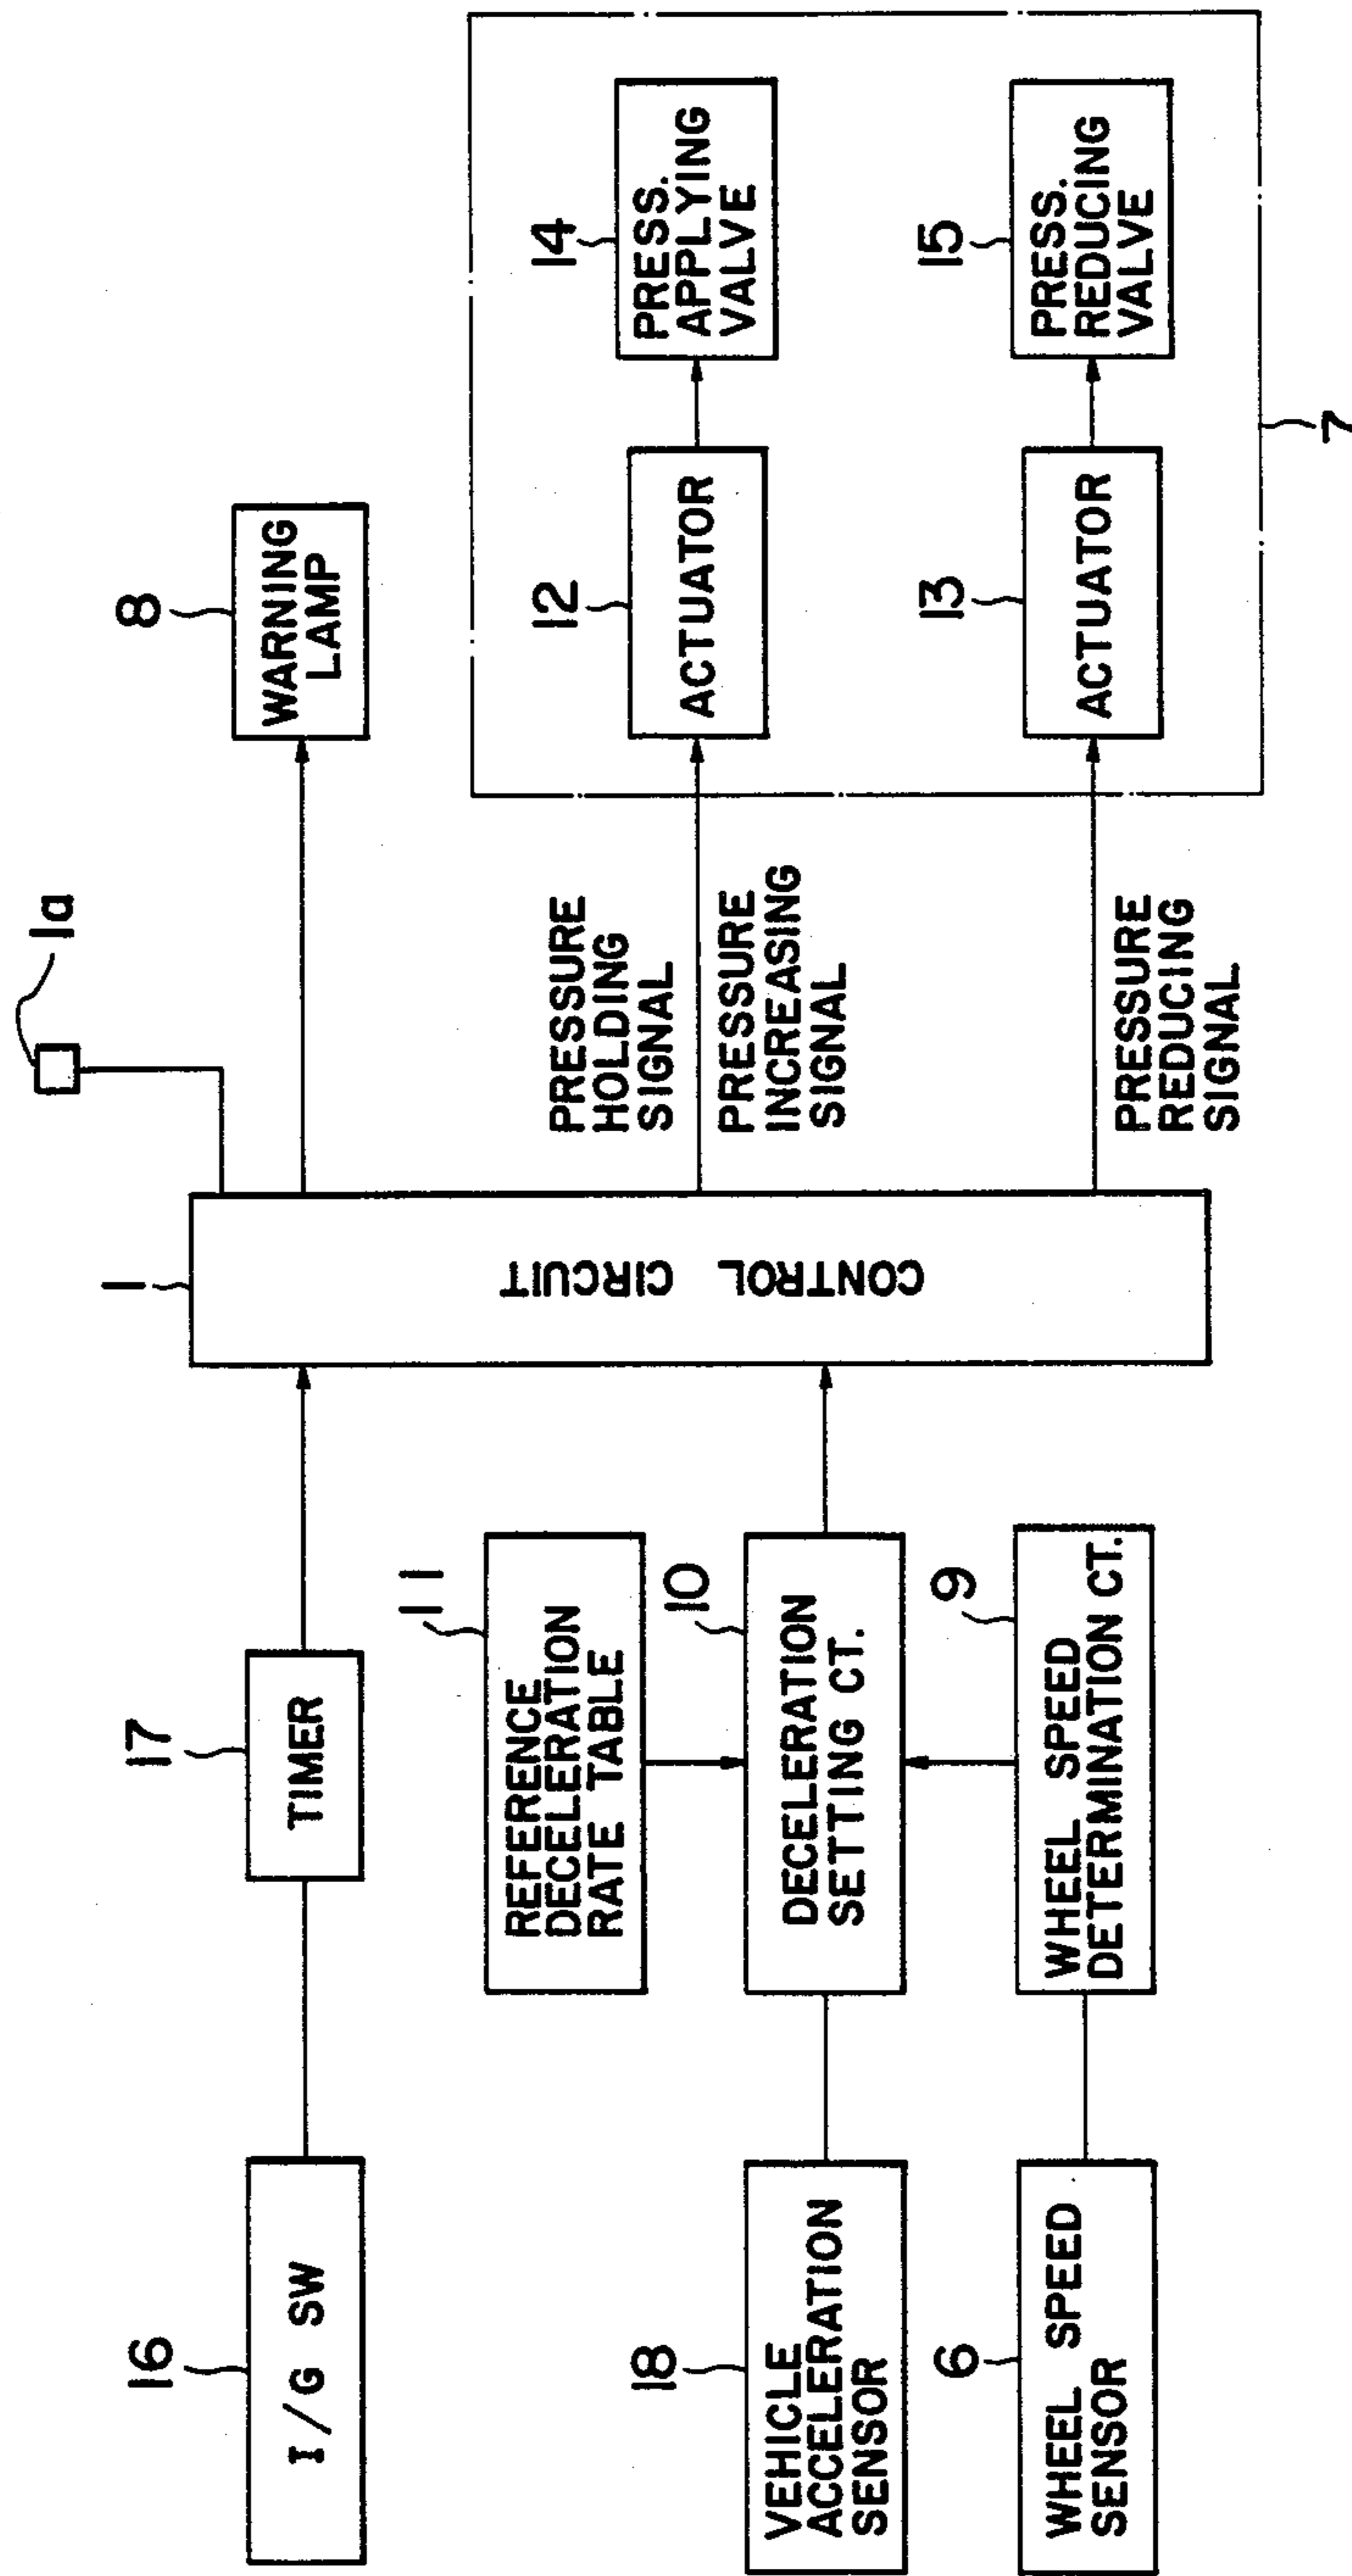 16
I/G SW
17
TIMER
1
CONTROL CIRCUIT
1a
8
WARNING
LAMP
11
REFERENCE
DECELERATION
RATE TABLE
18
VEHICLE
ACCELERATION
SENSOR
10
DECELERATION
SETTING CT.
6
WHEEL SPEED
SENSOR
9
WHEEL SPEED
DETERMINATION CT.
PRESSURE
HOLDING
SIGNAL
PRESSURE
INCREASING
SIGNAL
PRESSURE
REDUCING
SIGNAL
12
ACTUATOR
14
PRESS.
APPLYING
VALVE
13
ACTUATOR
15
PRESS.
REDUCING
VALVE
7